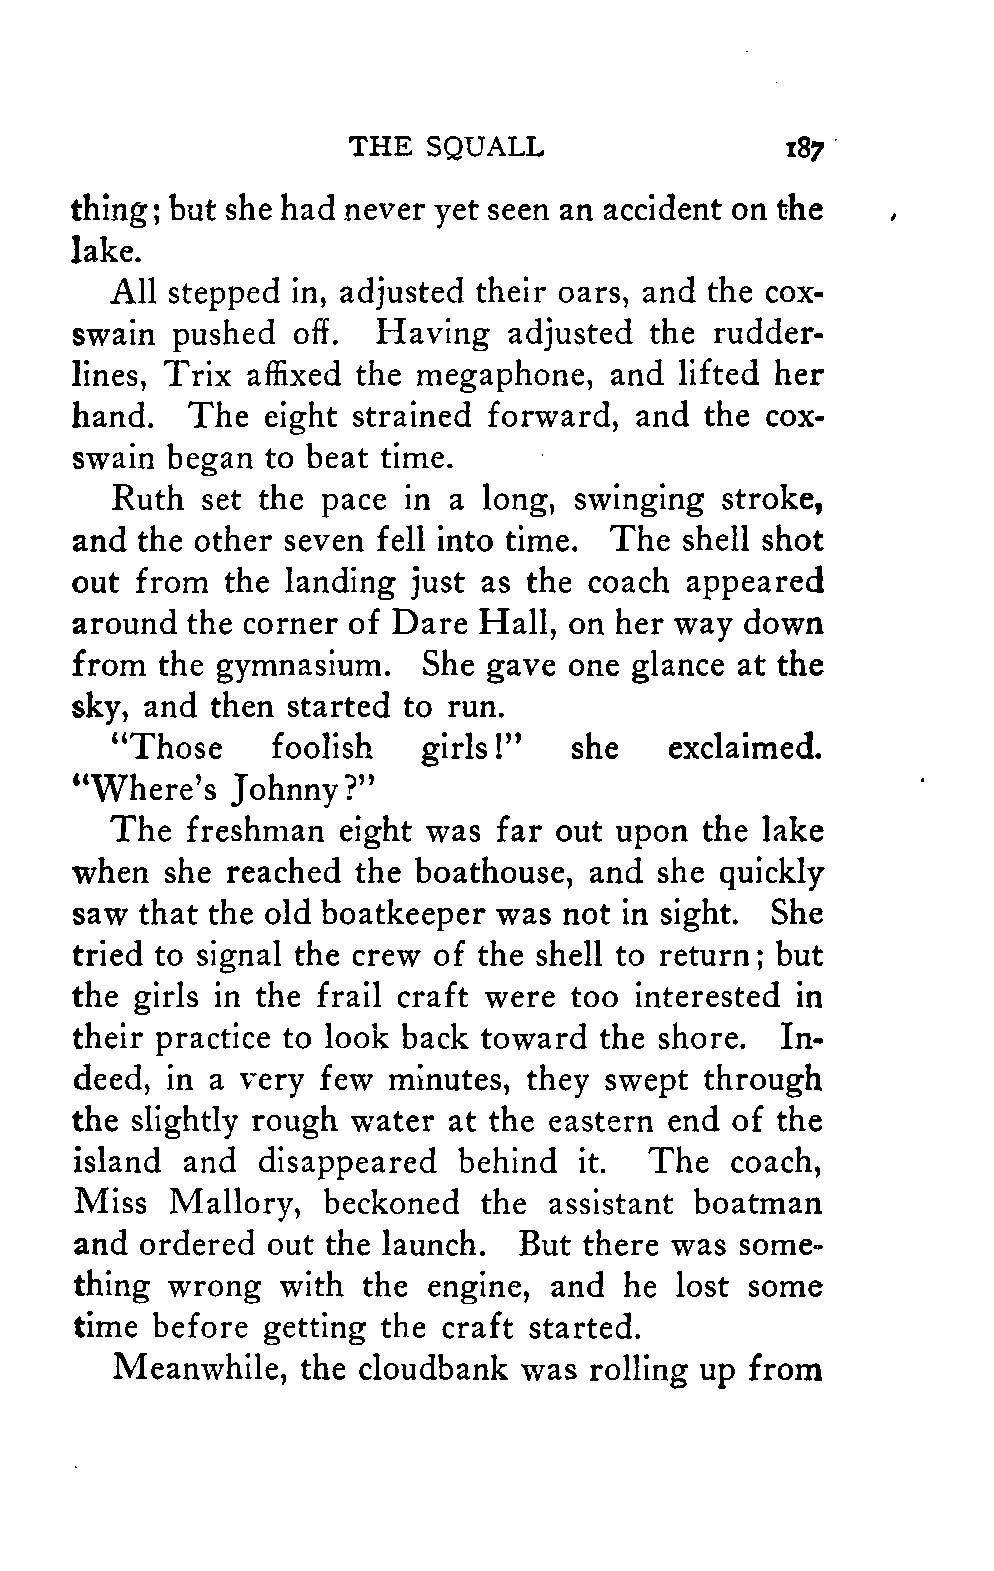 THE SQUALL 187
thing; but she had never yet seen an accident on the
lake.
All stepped in, adjusted their oars, and the cox-
swain pushed off. Having adjusted the rudder-
lines, Trix affixed the megaphone, and lifted her
hand. The eight strained forward, and the cox-
swain began to beat time.
Ruth set the pace in a long, swinging stroke,
and the other seven fell into time. The shell shot
out from the landing just as the coach appeared
around the corner of Dare Hall, on her way down
from the gymnasium. She gave one glance at the
sky, and then started to run.
"Those foolish girls!" she exclaimed.
"Where's Johnny?"
The freshman eight was far out upon the lake
when she reached the boathouse, and she quickly
saw that the old boatkeeper was not in sight. She
tried to signal the crew of the shell to return; but
the girls in the frail craft were too interested in
their practice to look back toward the shore. In-
deed, in a very few minutes, they swept through
the slightly rough water at the eastern end of the
island and disappeared behind it. The coach,
Miss Mallory, beckoned the assistant boatman
and ordered out the launch. But there was some-
thing wrong with the engine, and he lost some
time before getting the craft started.
Meanwhile, the cloudbank was rolling up from